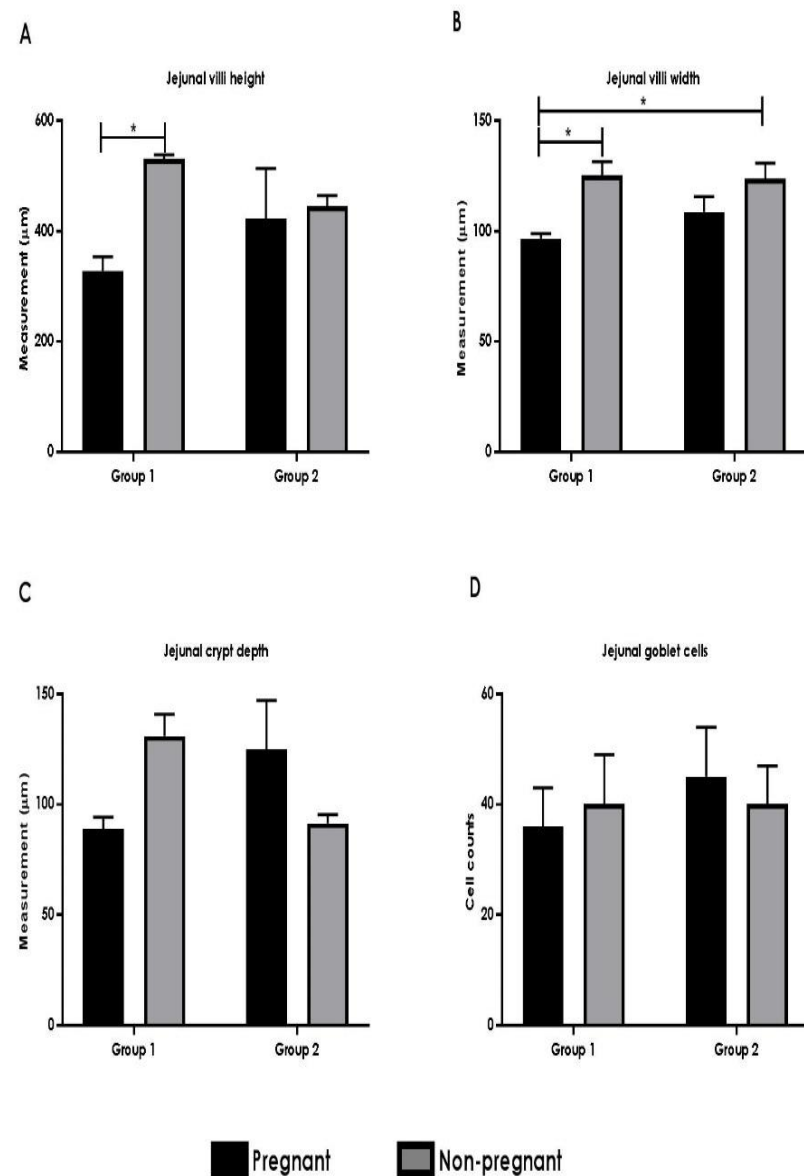 A
Jejunal villi height
*
600
400
200
0
Measurement (µm)
Group 1 Group 2
B
Jejunal villi width
*
*
150
100
50
0
Measurement (µm)
Group 1 Group 2
C
Jejunal crypt depth
150
100
50
0
Measurement (µm)
Group 1 Group 2
D
Jejunal goblet cells
60
40
20
0
Cell counts
Group 1 Group 2
Pregnant Non-pregnant